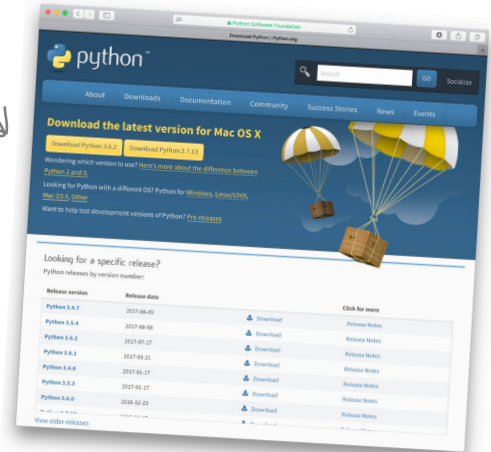 Python Software Foundation
Download Python | Python.org
python™
Search
GO
Socialize
About Downloads Documentation Community Success Stories News Events
Download the latest version for Mac OS X
Download Python 3.6.2 Download Python 2.7.13
Wondering which version to use? Here's more about the difference between
Python 2 and 3.
Looking for Python with a different OS? Python for Windows, Linux/UNIX,
Mac OS X, Other
Want to help test development versions of Python? Pre-releases
Looking for a specific release?
Python releases by version number:
Release version Release date Click for more
Python 3.4.7 2017-08-09 Download Release Notes
Python 3.5.4 2017-08-08 Download Release Notes
Python 3.6.2 2017-07-17 Download Release Notes
Python 3.6.1 2017-03-21 Download Release Notes
Python 3.4.6 2017-01-17 Download Release Notes
Python 3.5.3 2017-01-17 Download Release Notes
Python 3.6.0 2016-12-23 Download Release Notes
View older releases